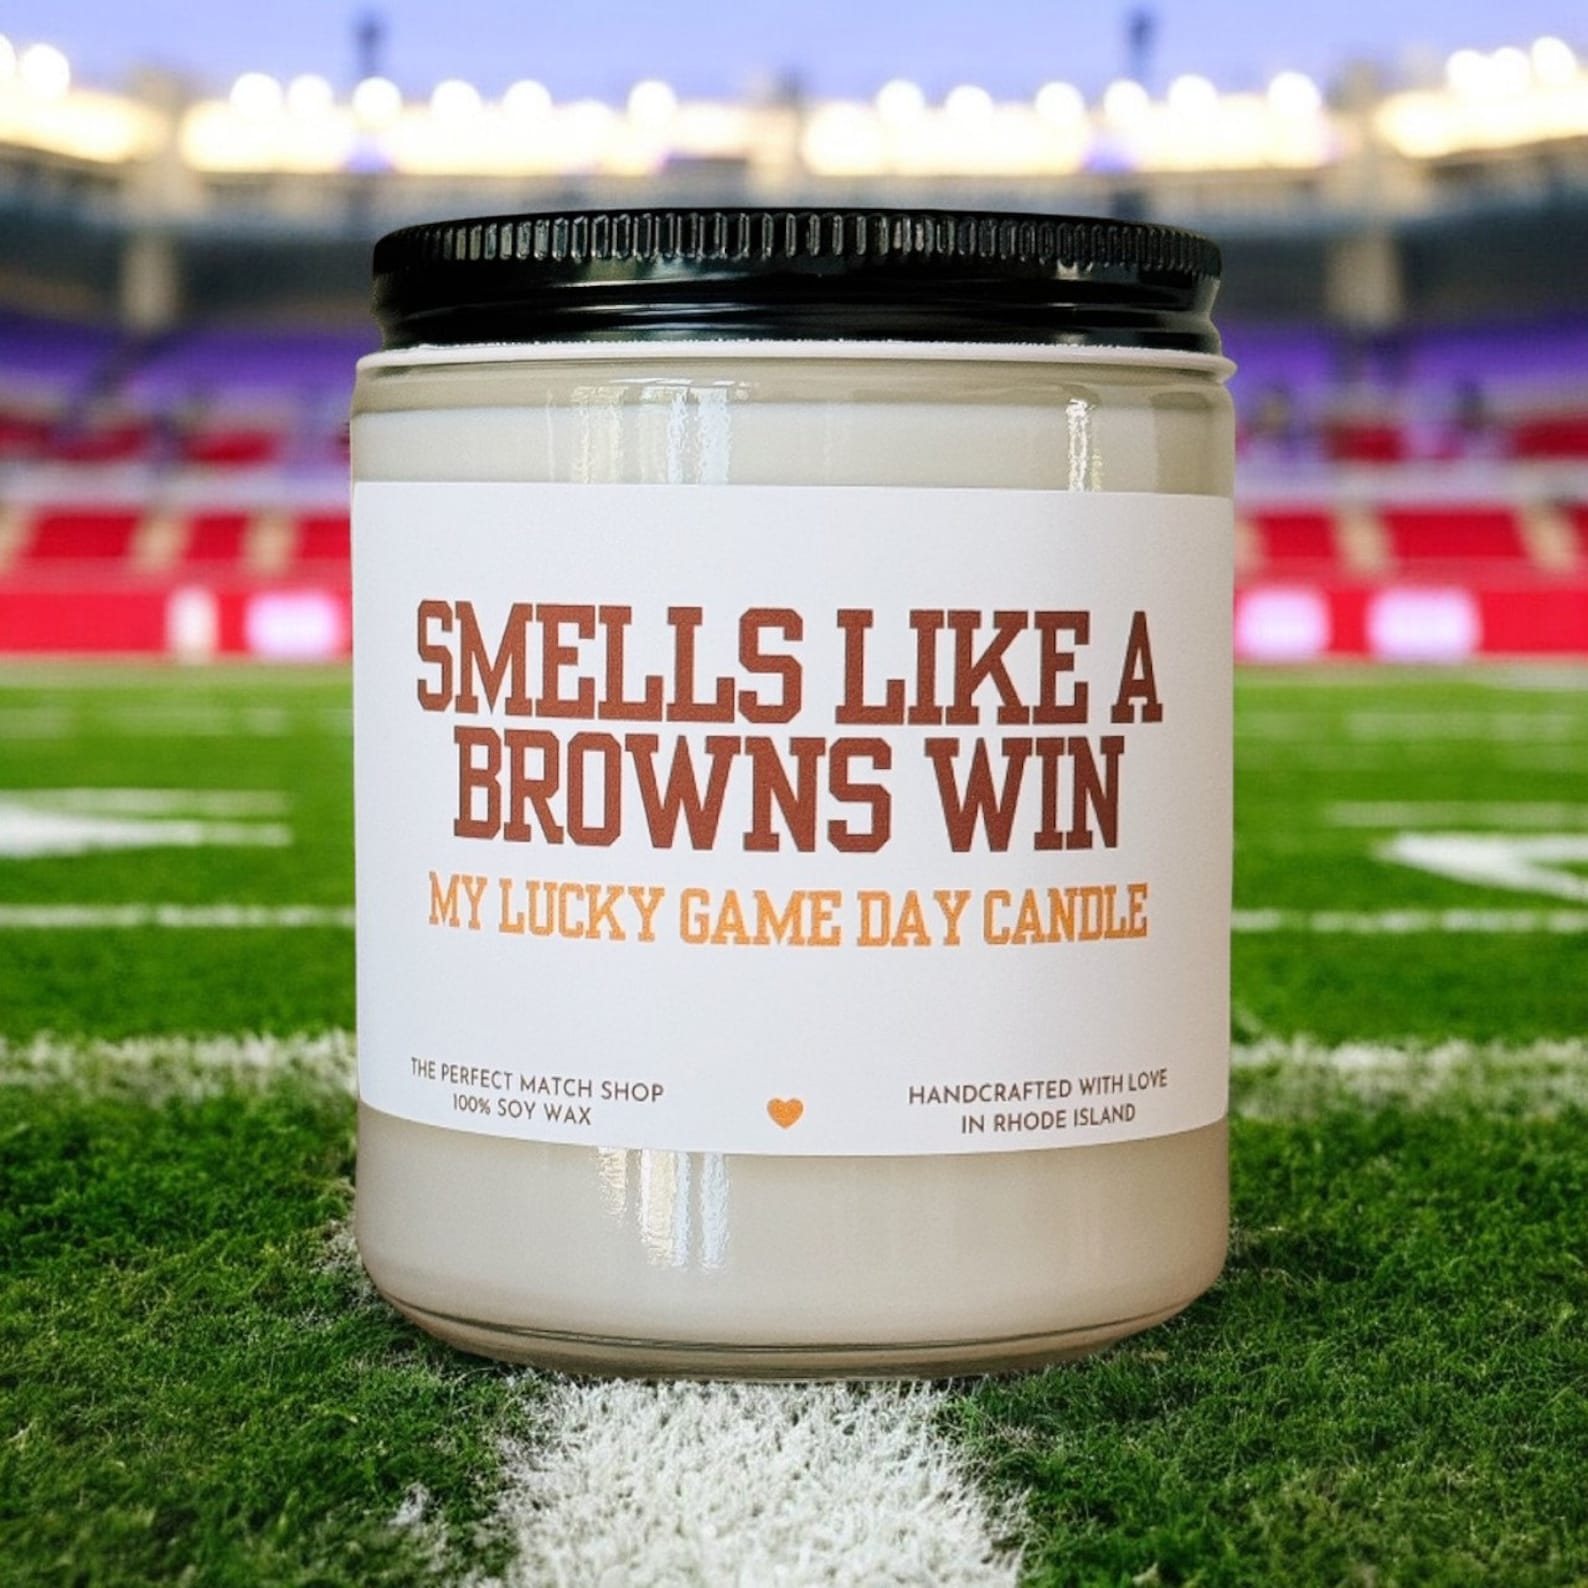 SMELLS LIKE A
BROWNS WIN
MY LUCKY GAME DAY CANDLE
THE PERFECT MATCH SHOP
100% SOY WAX
HANDCRAFTED WITH LOVE
IN RHODE ISLAND